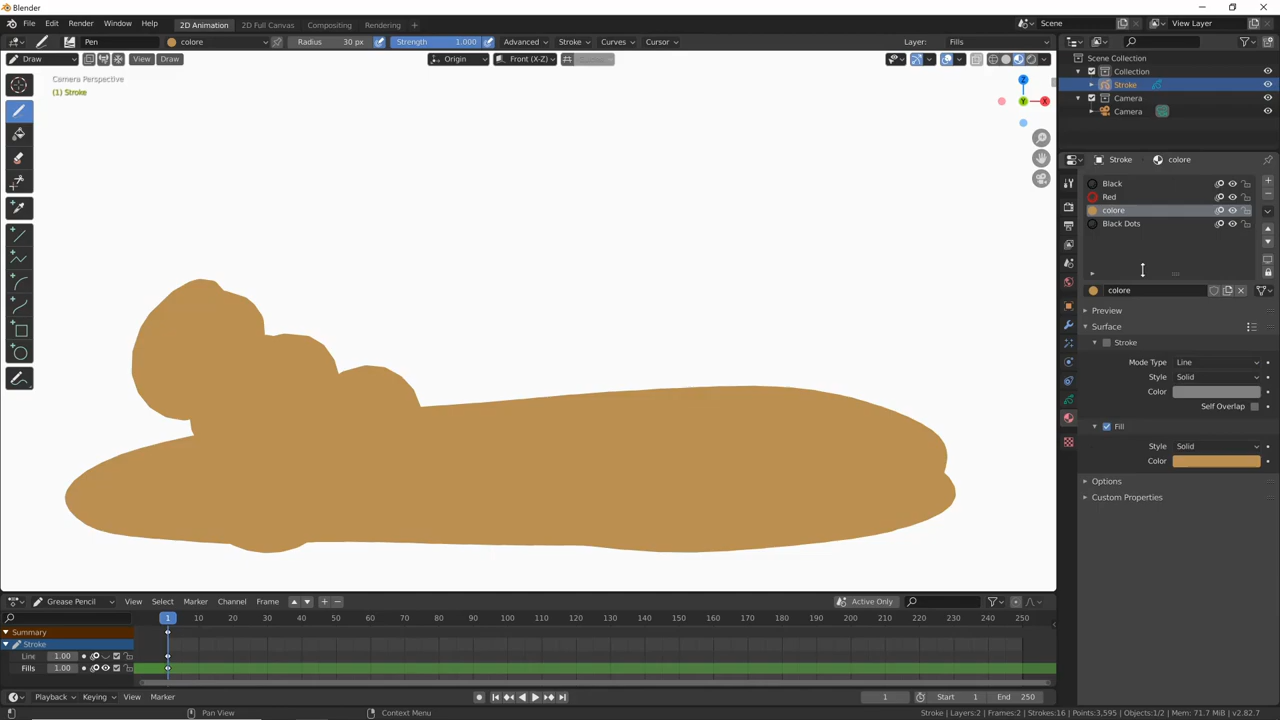 Blender
File Edit Render Window Help 2D Animation 2D Full Canvas Compositing Rendering + Scene View Layer
Pen colore Radius 30 px Strength 1.000 Advanced Stroke Curves Cursor Layer: Fills
Draw View Draw Origin Front (X-Z)
Camera Perspective
(1) Stroke
Z
Y X
Scene Collection
Collection
Stroke
Camera
Camera
Stroke colore
Black
Red
colore
Black Dots
colore
Preview
Surface
Stroke
Mode Type Line
Style Solid
Color
Self Overlap
Fill
Style Solid
Color
Options
Custom Properties
Grease Pencil View Select Marker Channel Frame Active Only
1 10 20 30 40 50 60 70 80 90 100 110 120 130 140 150 160 170 180 190 200 210 220 230 240 250
Summary
Stroke
Line 1.00
Fills 1.00
Playback Keying View Marker 1 Start 1 End 250
Pan View Context Menu Stroke | Layers:2 | Frames:2 | Strokes:16 | Points:3,595 | Objects:1/2 | Mem: 71.7 MiB | v2.82.7